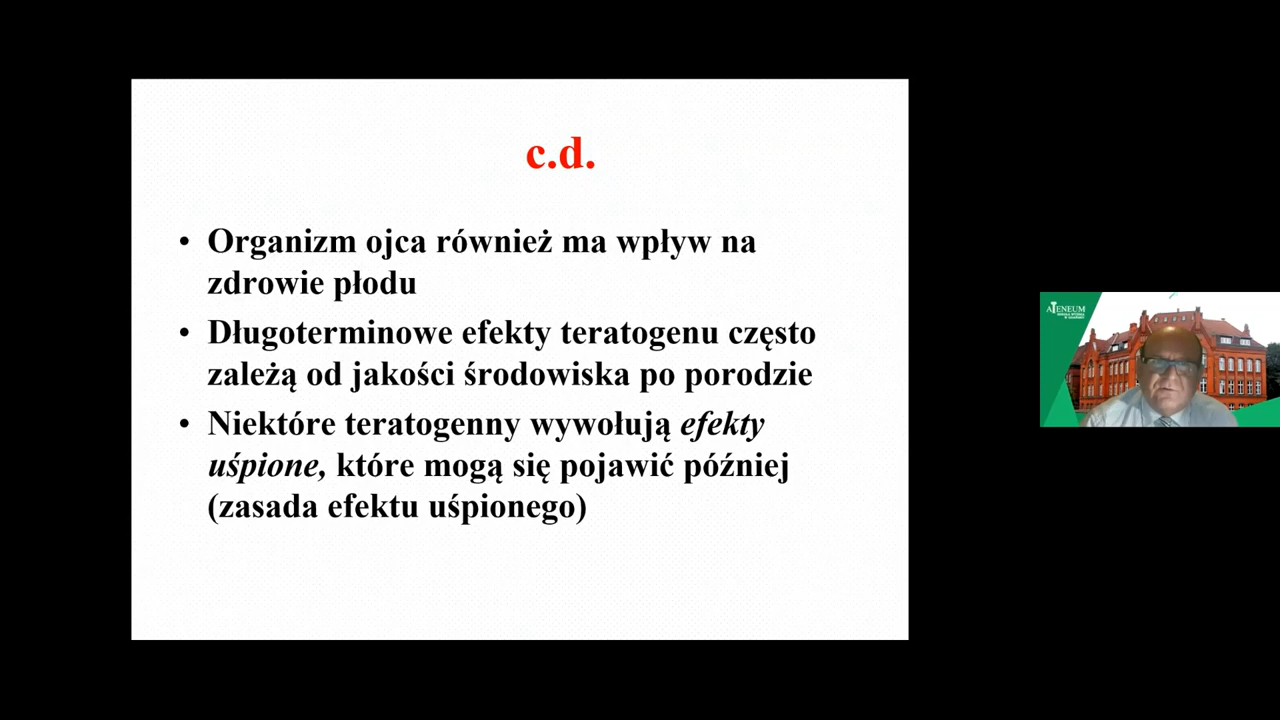 c.d.
• Organizm ojca również ma wpływ na
zdrowie płodu
• Długoterminowe efekty teratogenu często
zależą od jakości środowiska po porodzie
• Niektóre teratogenny wywołują efekty
uśpione, które mogą się pojawić później
(zasada efektu uśpionego)
ATENEUM